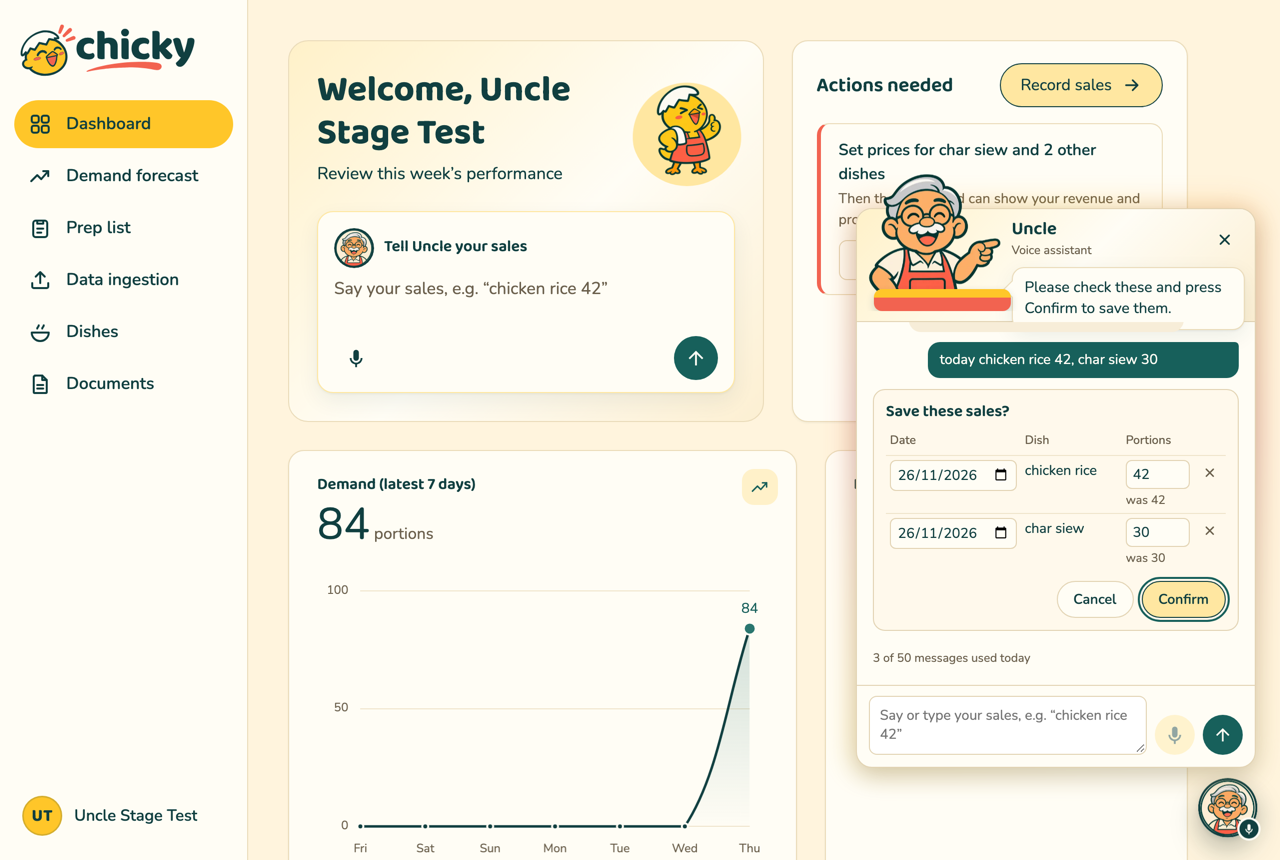 chicky
Dashboard
Demand forecast
Prep list
Data ingestion
Dishes
Documents
UT
Uncle Stage Test
Welcome, Uncle
Stage Test
Review this week’s performance
Tell Uncle your sales
Say your sales, e.g. “chicken rice 42”
Actions needed
Record sales
Set prices for char siew and 2 other
dishes
Then
can show your revenue and
Demand (latest 7 days)
84 portions
100
84
50
0
Fri
Sat
Sun
Mon
Tue
Wed
Thu
Uncle
Voice assistant
Please check these and press
Confirm to save them.
today chicken rice 42, char siew 30
Save these sales?
Date
Dish
Portions
26/11/2026
chicken rice
42
was 42
26/11/2026
char siew
30
was 30
Cancel
Confirm
3 of 50 messages used today
Say or type your sales, e.g. “chicken rice
42”